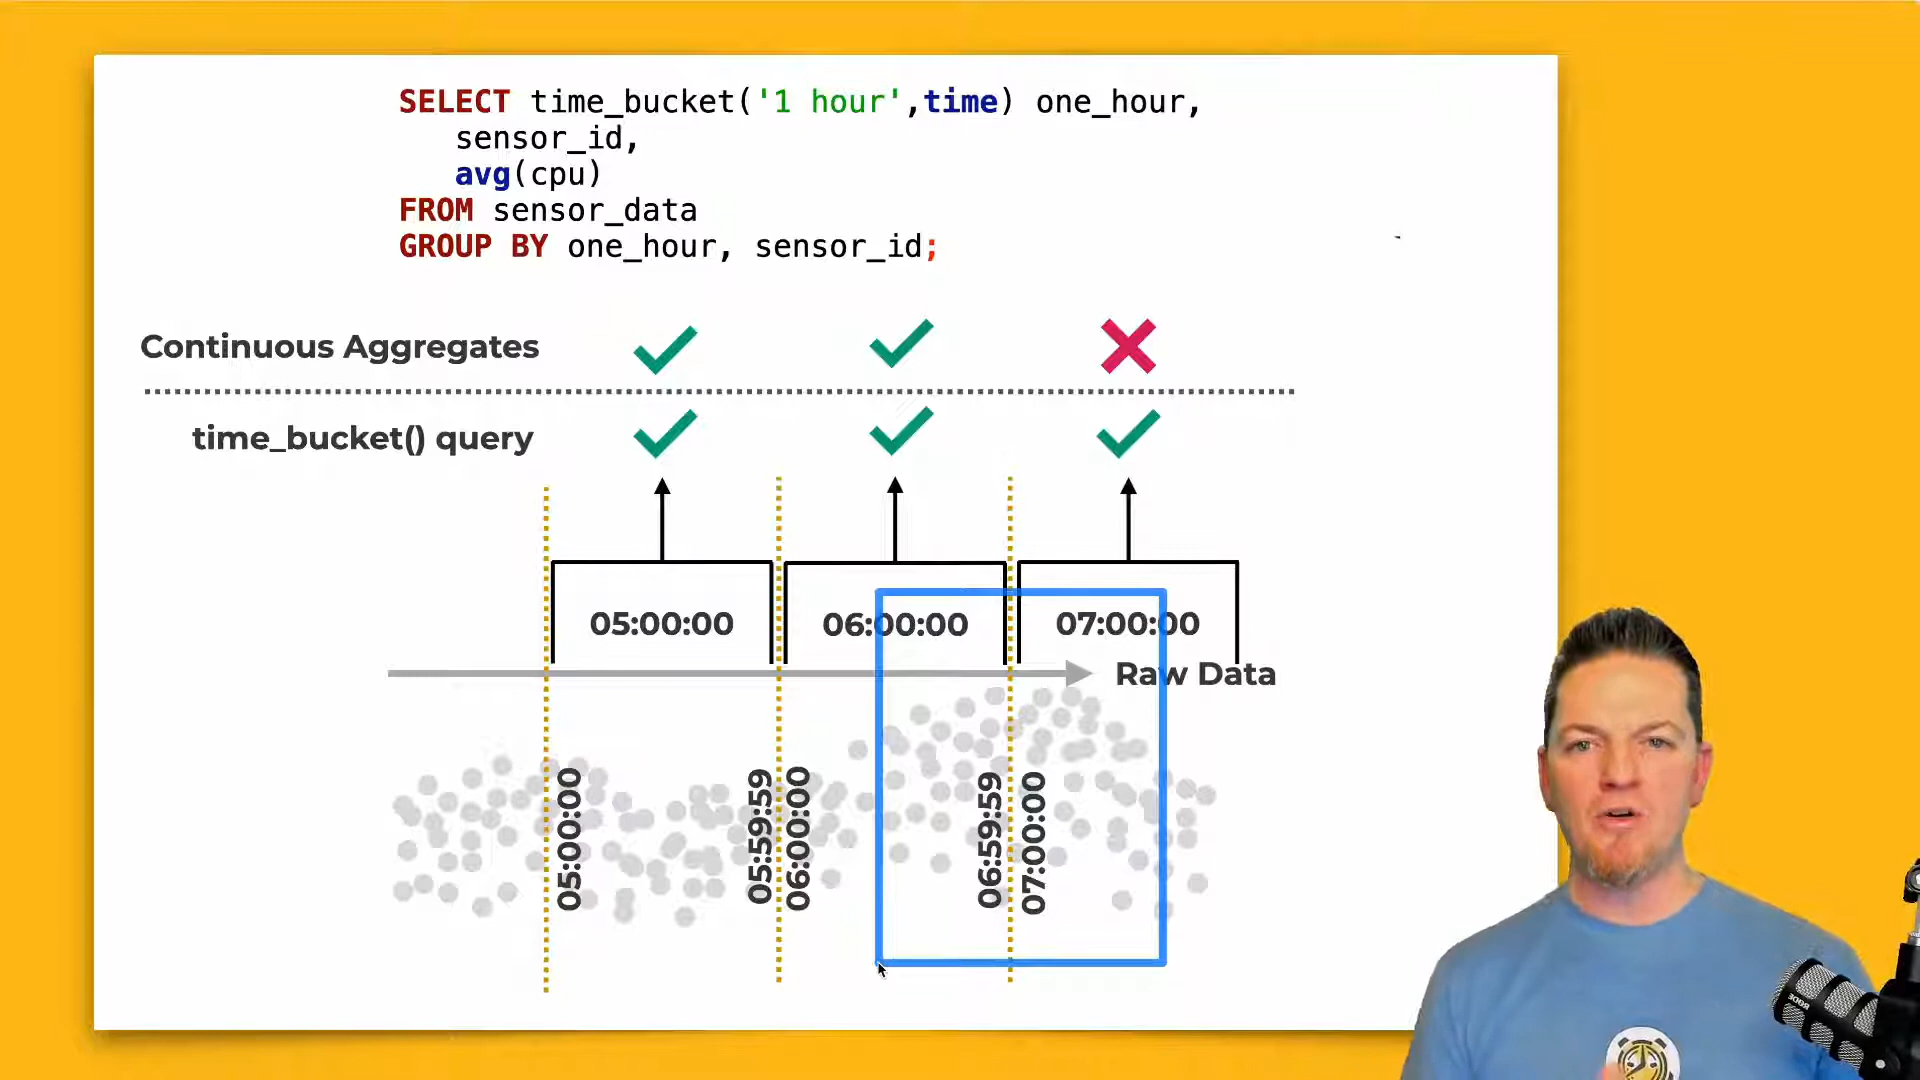 SELECT time_bucket('1 hour',time) one_hour,
sensor_id,
avg(cpu)
FROM sensor_data
GROUP BY one_hour, sensor_id;
Continuous Aggregates
time_bucket() query
05:00:00
06:00:00
07:00:00
Raw Data
05:00:00
05:59:59
06:00:00
06:59:59
07:00:00
RODE